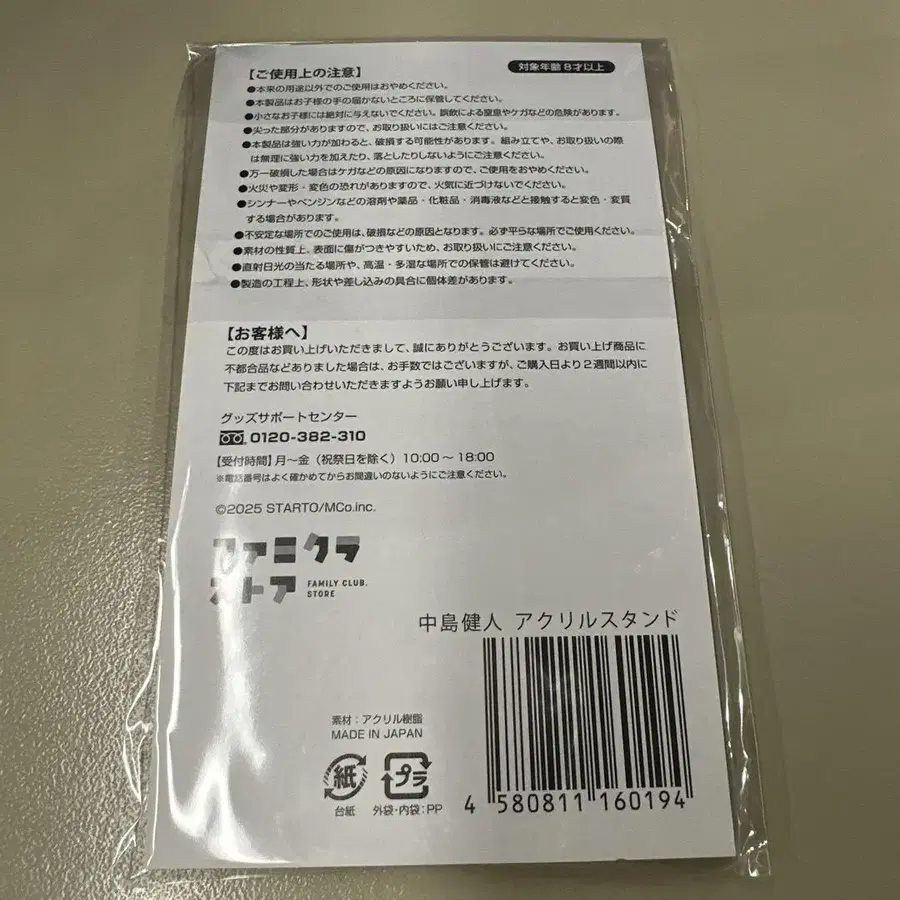 【ご使用上の注意】
対象年齢8才以上
●本来の用途以外でのご使用はおやめください。
●本製品はお子様の手の届かないところに保管してください。
●小さなお子様には絶対に与えないでください。誤飲による窒息やケガなどの危険があります。
●尖った部分がありますので、お取り扱いにはご注意ください。
●本製品は強い力が加わると、破損する可能性があります。組み立てや、お取り扱いの際
は無理に強い力を加えたり、落としたりしないようにご注意ください。
●万一破損した場合はケガなどの原因になりますので、ご使用をおやめください。
●火災や変形・変色の恐れがありますので、火気に近づけないでください。
●シンナーやベンジンなどの溶剤や薬品・化粧品・消毒液などと接触すると変色・変質
する場合があります。
●不安定な場所でのご使用は、破損などの原因となります。必ず平らな場所でご使用ください。
●素材の性質上、表面に傷がつきやすいため、お取り扱いにご注意ください。
●直射日光の当たる場所や、高温・多湿な場所での保管は避けてください。
●製造の工程上、形状や差し込みの具合に個体差があります。
【お客様へ】
この度はお買い上げいただきまして、誠にありがとうございます。お買い上げ商品に
不都合品などありました場合は、お手数ではございますが、ご購入日より2週間以内に
下記までお問い合わせいただきますようお願い申し上げます。
グッズサポートセンター
0120-382-310
【受付時間】月～金（祝祭日を除く）10:00～18:00
※電話番号はよく確かめてからお間違いのないようにご注意ください。
©2025 STARTO/MCo.inc.
ファミクラ
ストア
FAMILY CLUB.
STORE
中島健人 アクリルスタンド
素材：アクリル樹脂
MADE IN JAPAN
紙
プラ
台紙
外袋・内袋：PP
4 580811 160194